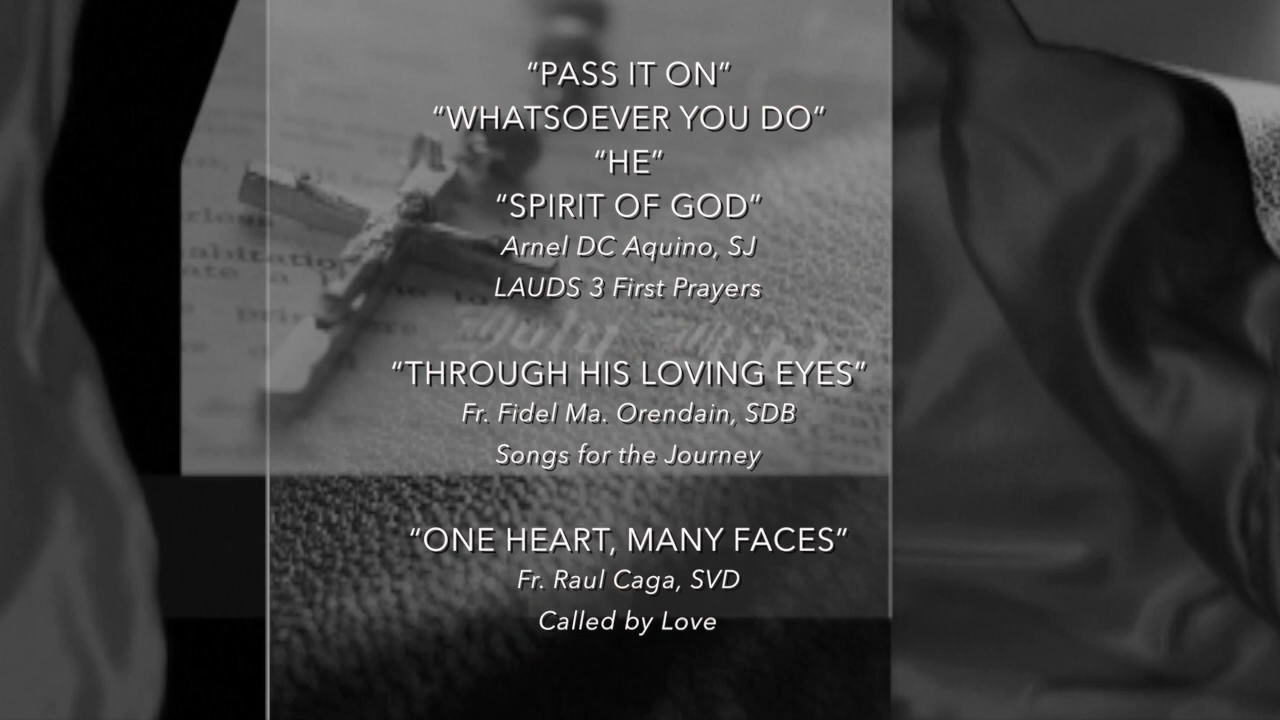 “PASS IT ON”
“WHATSOEVER YOU DO”
“HE”
“SPIRIT OF GOD”
Arnel DC Aquino, SJ
LAUDS 3 First Prayers
“THROUGH HIS LOVING EYES”
Fr. Fidel Ma. Orendain, SDB
Songs for the Journey
“ONE HEART, MANY FACES”
Fr. Raul Caga, SVD
Called by Love